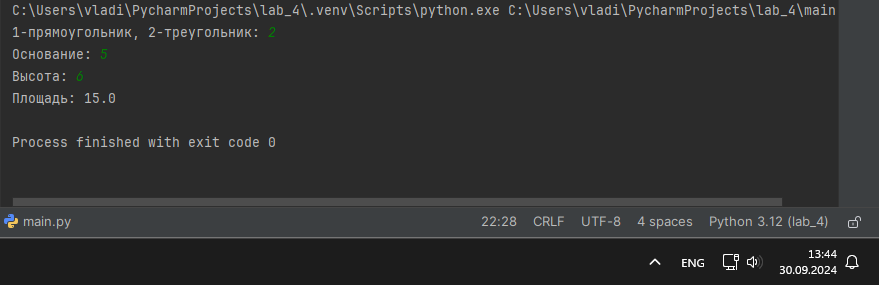 C:\Users\vladi\PycharmProjects\lab_4\.venv\Scripts\python.exe C:\Users\vladi\PycharmProjects\lab_4\main
1-прямоугольник, 2-треугольник: 2
Основание: 5
Высота: 6
Площадь: 15.0
Process finished with exit code 0
main.py 22:28 CRLF UTF-8 4 spaces Python 3.12 (lab_4)
ENG 13:44
30.09.2024